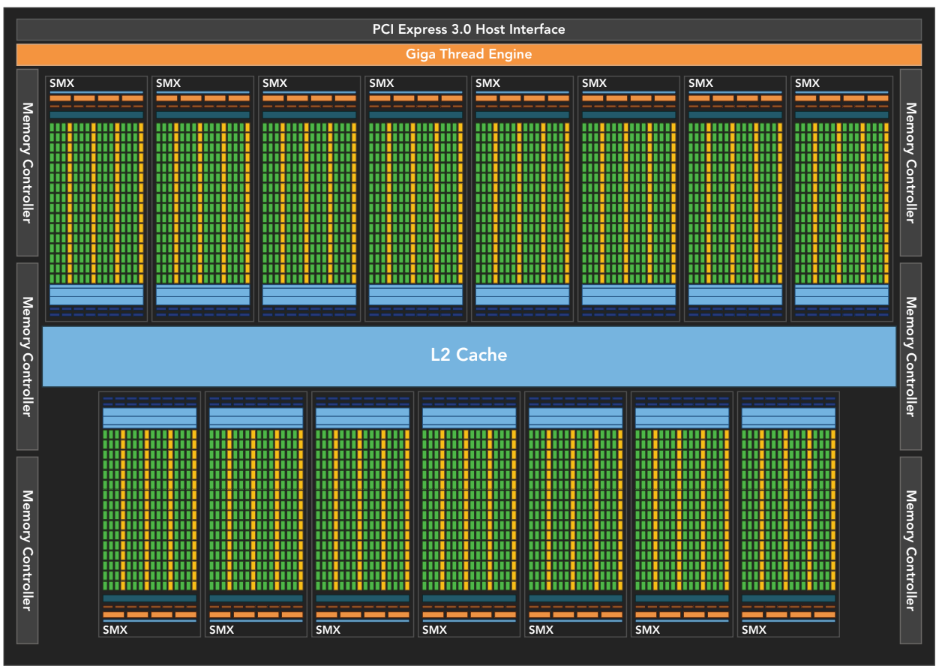 PCI Express 3.0 Host Interface
Giga Thread Engine
SMX SMX SMX SMX SMX SMX SMX SMX
Memory Controller
Memory Controller
Memory Controller
Memory Controller
L2 Cache
Memory Controller
Memory Controller
SMX SMX SMX SMX SMX SMX SMX